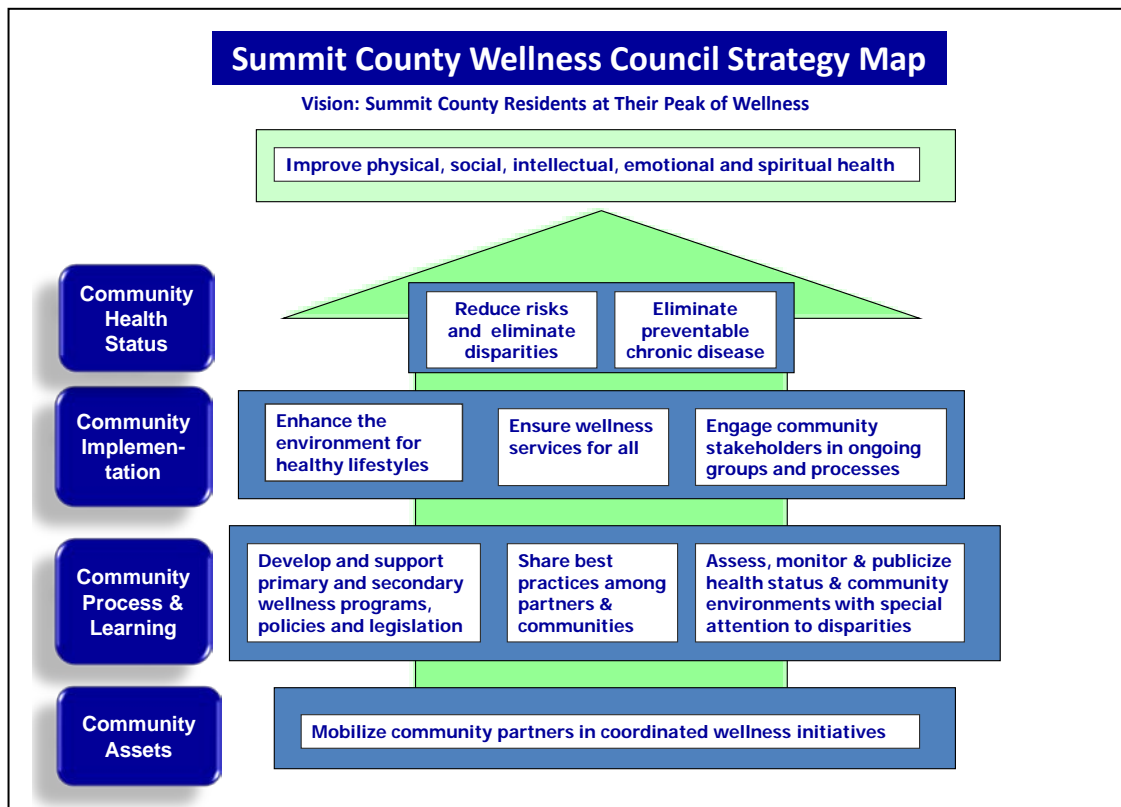 Summit County Wellness Council Strategy Map
Vision: Summit County Residents at Their Peak of Wellness
Improve physical, social, intellectual, emotional and spiritual health
Community
Health
Status
Reduce risks
and eliminate
disparities
Eliminate
preventable
chronic disease
Community
Implemen-
tation
Enhance the
environment for
healthy lifestyles
Ensure wellness
services for all
Engage community
stakeholders in ongoing
groups and processes
Community
Process &
Learning
Develop and support
primary and secondary
wellness programs,
policies and legislation
Share best
practices among
partners &
communities
Assess, monitor & publicize
health status & community
environments with special
attention to disparities
Community
Assets
Mobilize community partners in coordinated wellness initiatives